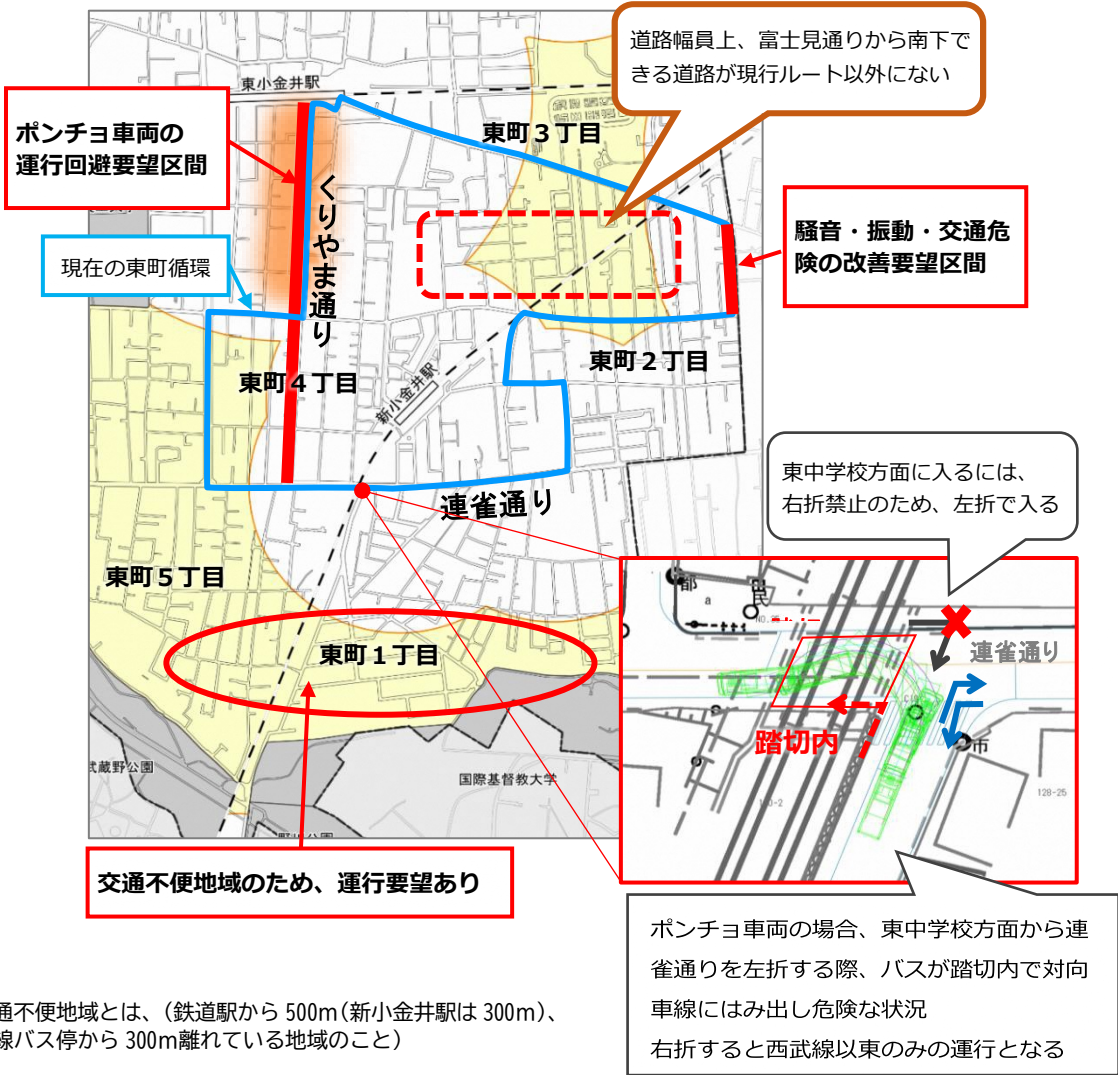 道路幅員上、富士見通りから南下で
きる道路が現行ルート以外にない
東小金井駅
ポンチョ車両の
運行回避要望区間
東町３丁目
くりやま通り
騒音・振動・交通危
険の改善要望区間
現在の東町循環
東町２丁目
東町４丁目
新小金井駅
東中学校方面に入るには、
右折禁止のため、左折で入る
連雀通り
東町５丁目
東町１丁目
都
民
a
連雀通り
踏切内
市
128-25
武蔵野公園
国際基督教大学
野川公園
交通不便地域のため、運行要望あり
ポンチョ車両の場合、東中学校方面から連
雀通りを左折する際、バスが踏切内で対向
車線にはみ出し危険な状況
右折すると西武線以東のみの運行となる
通不便地域とは、（鉄道駅から 500m（新小金井駅は 300m）、
線バス停から 300m離れている地域のこと）